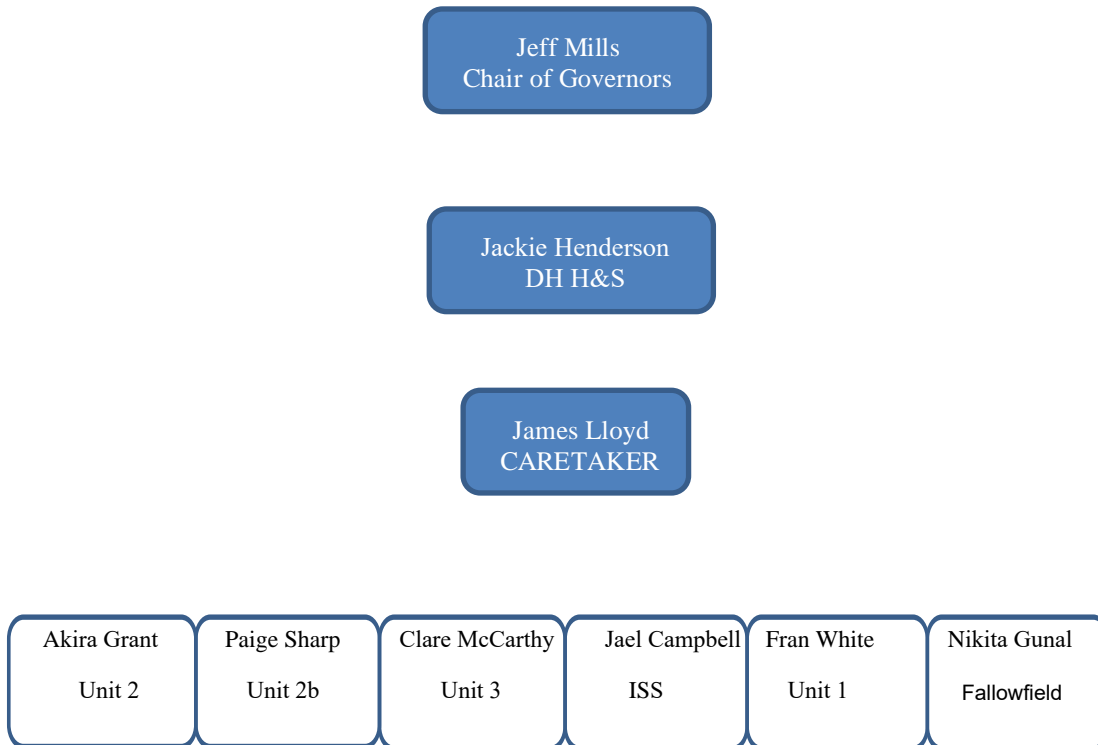 Jeff Mills
Chair of Governors
Jackie Henderson
DH H&S
James Lloyd
CARETAKER
Akira Grant
Unit 2
Paige Sharp
Unit 2b
Clare McCarthy
Unit 3
Jael Campbell
ISS
Fran White
Unit 1
Nikita Gunal
Fallowfield